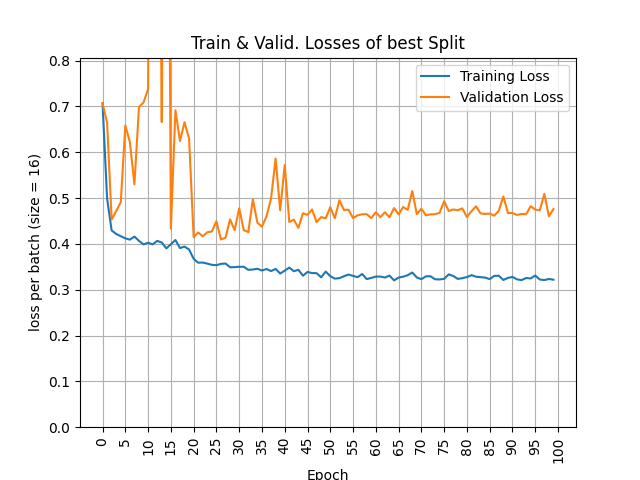 Train & Valid. Losses of best Split
Training Loss
Validation Loss
loss per batch (size = 16)
0.8
0.7
0.6
0.5
0.4
0.3
0.2
0.1
0.0
0 5 10 15 20 25 30 35 40 45 50 55 60 65 70 75 80 85 90 95 100
Epoch